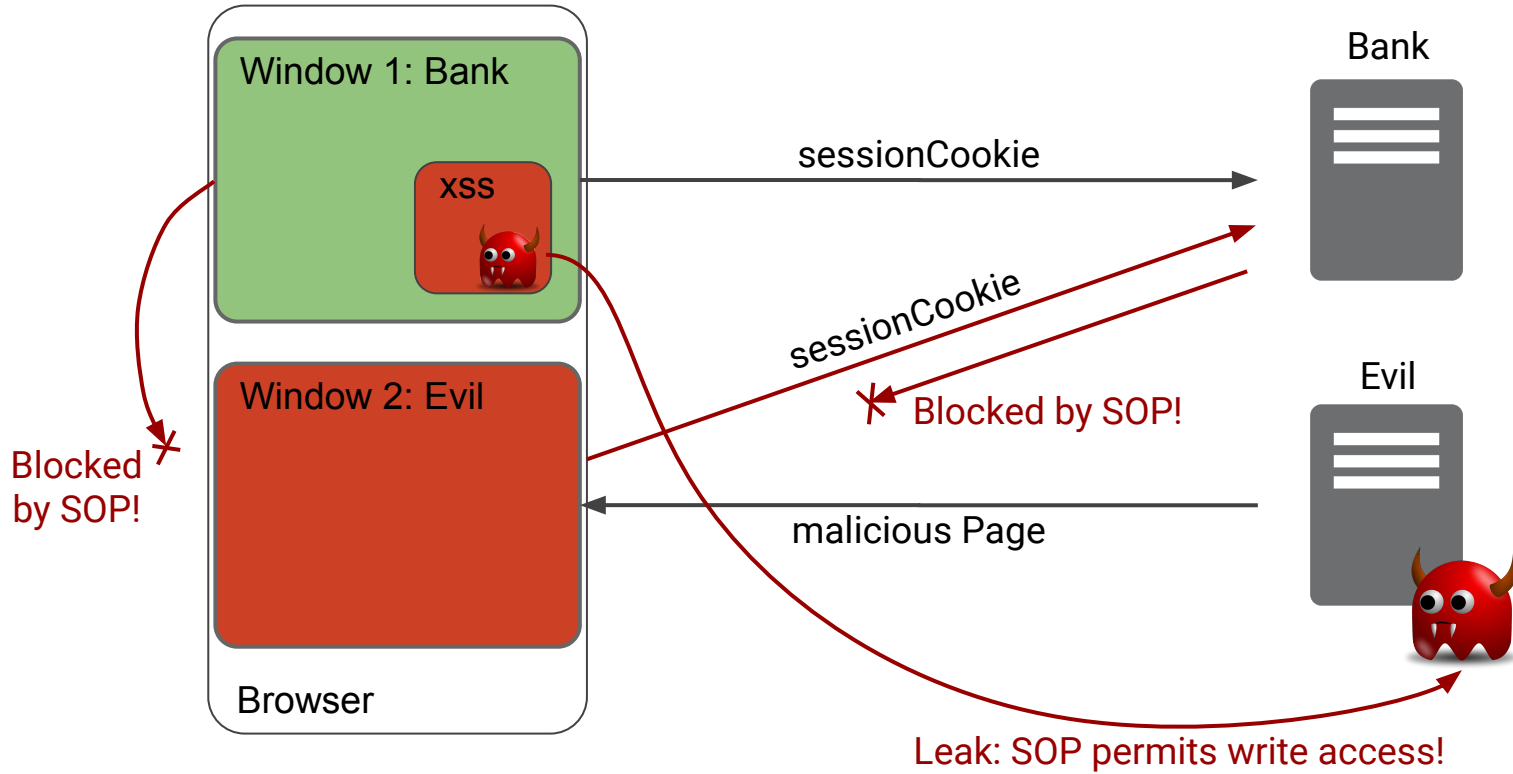 Bank
Window 1: Bank
sessionCookie
xss
sessionCookie
Evil
Window 2: Evil
Blocked by SOP!
Blocked
by SOP!
malicious Page
Browser
Leak: SOP permits write access!